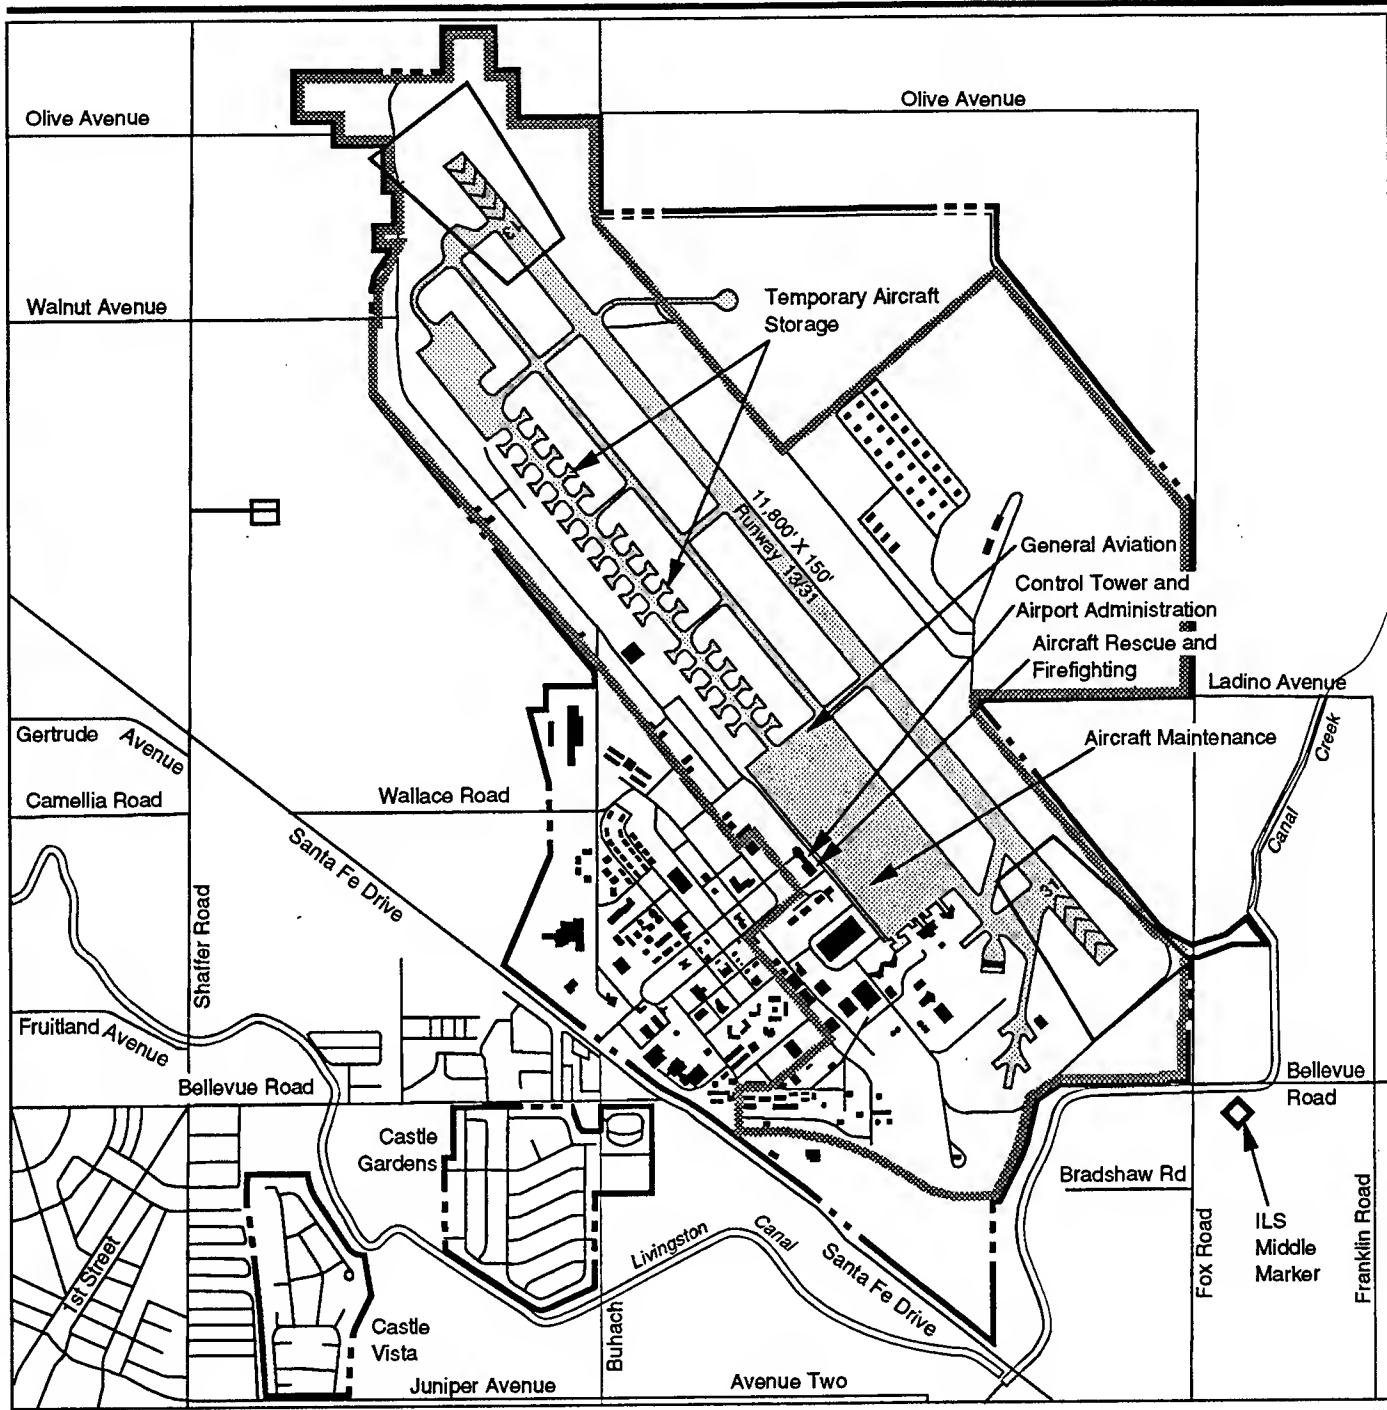 Olive Avenue
Olive Avenue
13
Walnut Avenue
Temporary Aircraft
Storage
11,800' X 150'
Runway 13/31
General Aviation
Control Tower and
Airport Administration
Aircraft Rescue and
Firefighting
Ladino Avenue
Gertrude Avenue
Aircraft Maintenance
Canal Creek
Camellia Road
Wallace Road
Santa Fe Drive
31
Shaffer Road
Fruitland Avenue
Bellevue Road
Bellevue
Road
Castle
Gardens
Bradshaw Rd
ILS
Middle
Marker
Fox Road
Franklin Road
1st Street
Livingston Canal
Santa Fe Drive
Castle
Vista
Buhach
Juniper Avenue
Avenue Two